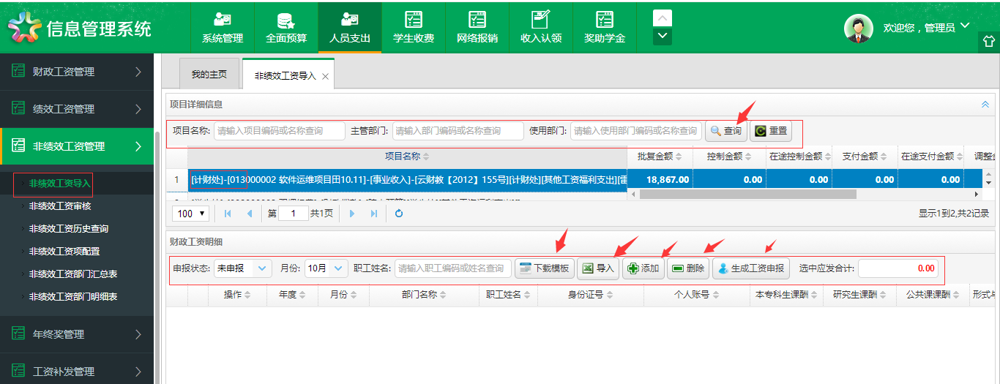 信息管理系统
系统管理 全面预算 人员支出 学生收费 网络报销 收入认领 奖助学金
欢迎您，管理员
财政工资管理
绩效工资管理
非绩效工资管理
非绩效工资导入
非绩效工资审核
非绩效工资历史查询
非绩效工资项配置
非绩效工资部门汇总表
非绩效工资部门明细表
年终奖管理
工资补发管理
我的主页 非绩效工资导入
项目详细信息
项目名称: 请输入项目编码或名称查询 主管部门: 请输入部门编码或名称查询 使用部门: 请输入使用部门编码或名称查询 查询 重置
项目名称 批复金额 控制金额 在途控制金额 支付金额 在途支付金额 调整金
1 [计财处]-[013000002 软件运维项目田10.11]-[事业收入]-[云财教【2012】155号][计财处][其他工资福利支出][重 18,867.00 0.00 0.00 0.00 0.00
100 第 1 共1页 显示1到2,共2记录
财政工资明细
申报状态: 未申报 月份: 10月 职工姓名: 请输入职工编码或姓名查询 下载模板 导入 添加 删除 生成工资申报 选中应发合计: 0.00
操作 年度 月份 部门名称 职工姓名 身份证号 个人账号 本专科生课酬 研究生课酬 公共课课酬 形式与